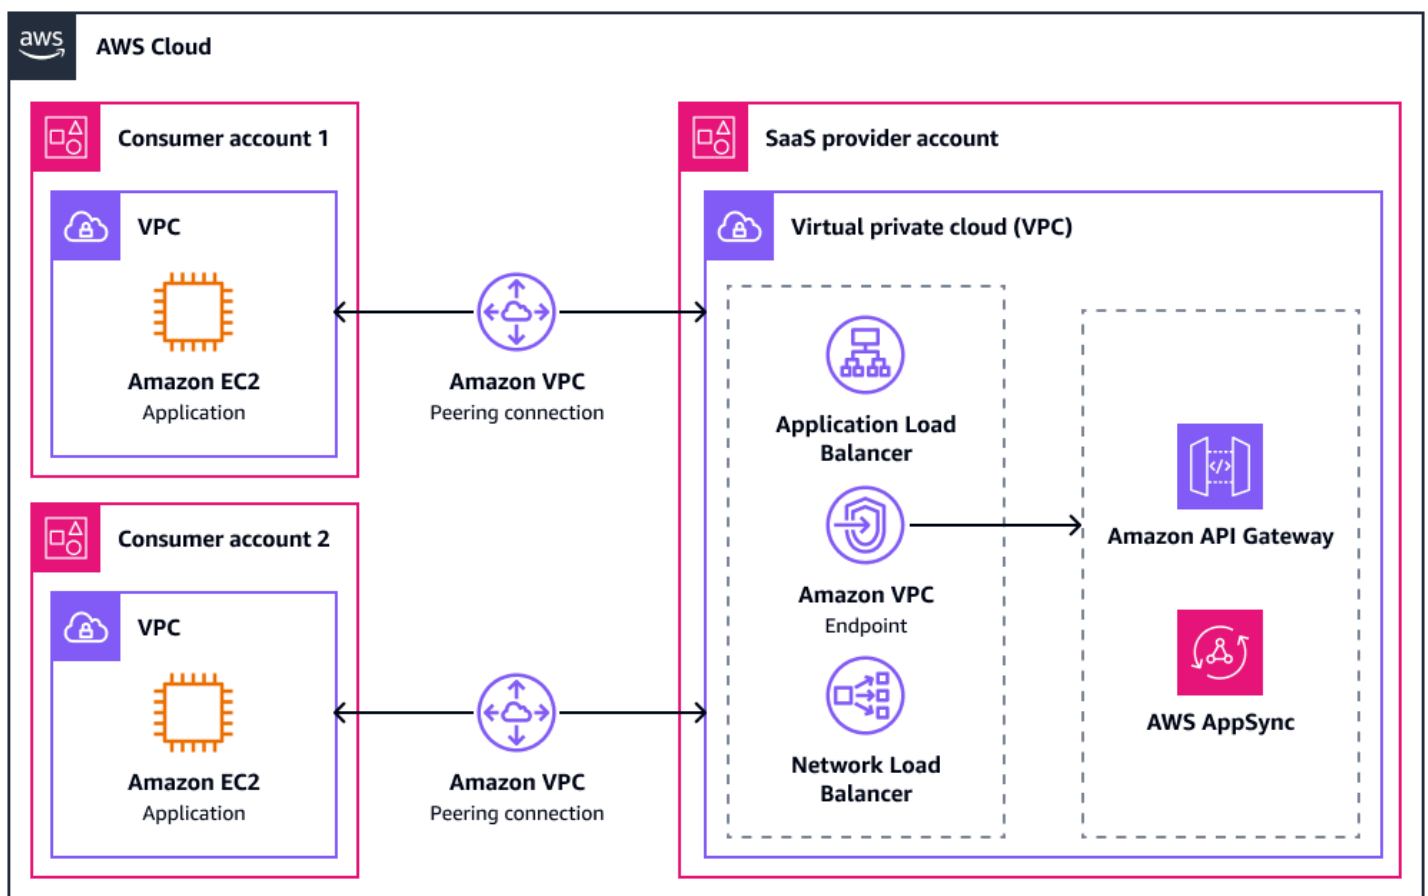 aws
AWS Cloud
Consumer account 1
VPC
Amazon EC2
Application
Amazon VPC
Peering connection
Consumer account 2
VPC
Amazon EC2
Application
Amazon VPC
Peering connection
SaaS provider account
Virtual private cloud (VPC)
Application Load
Balancer
Amazon VPC
Endpoint
Network Load
Balancer
</>
Amazon API Gateway
AWS AppSync